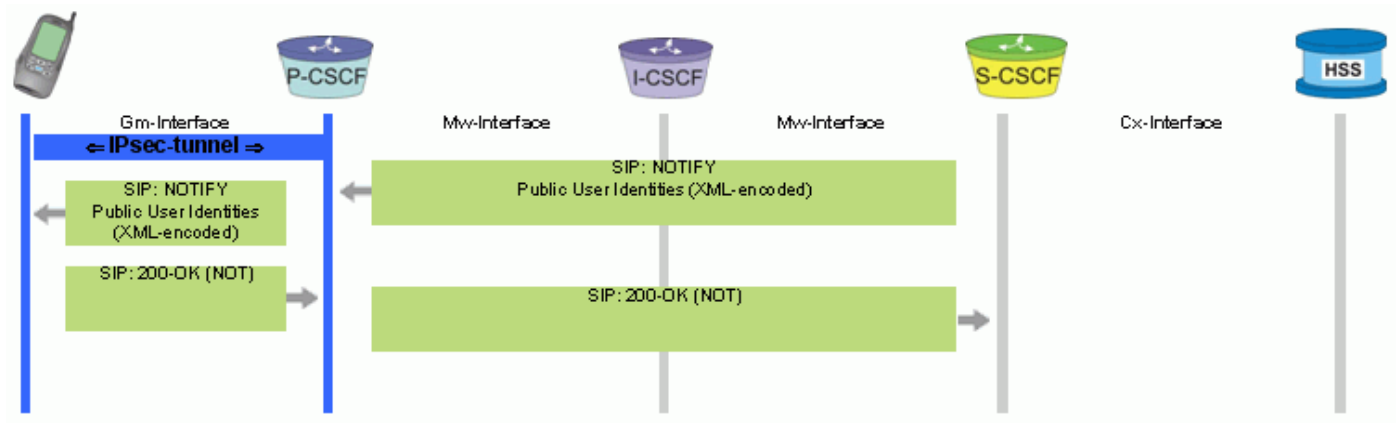 P-CSCF
I-CSCF
S-CSCF
HSS
Gm-Interface
Mw-Interface
Mw-Interface
Cx-Interface
⇐ IPsec-tunnel ⇒
SIP: NOTIFY
Public User Identities (XML-encoded)
SIP: NOTIFY
Public User Identities
(XML-encoded)
SIP: 200-OK (NOT)
SIP: 200-OK (NOT)